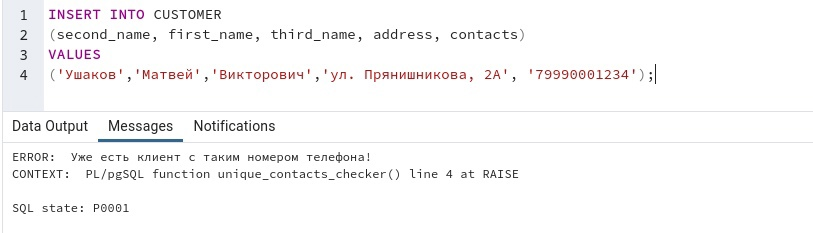 1 INSERT INTO CUSTOMER
2 (second_name, first_name, third_name, address, contacts)
3 VALUES
4 ('Ушаков','Матвей','Викторович','ул. Прянишникова, 2А', '79990001234');
Data Output Messages Notifications
ERROR:  Уже есть клиент с таким номером телефона!
CONTEXT:  PL/pgSQL function unique_contacts_checker() line 4 at RAISE
SQL state: P0001